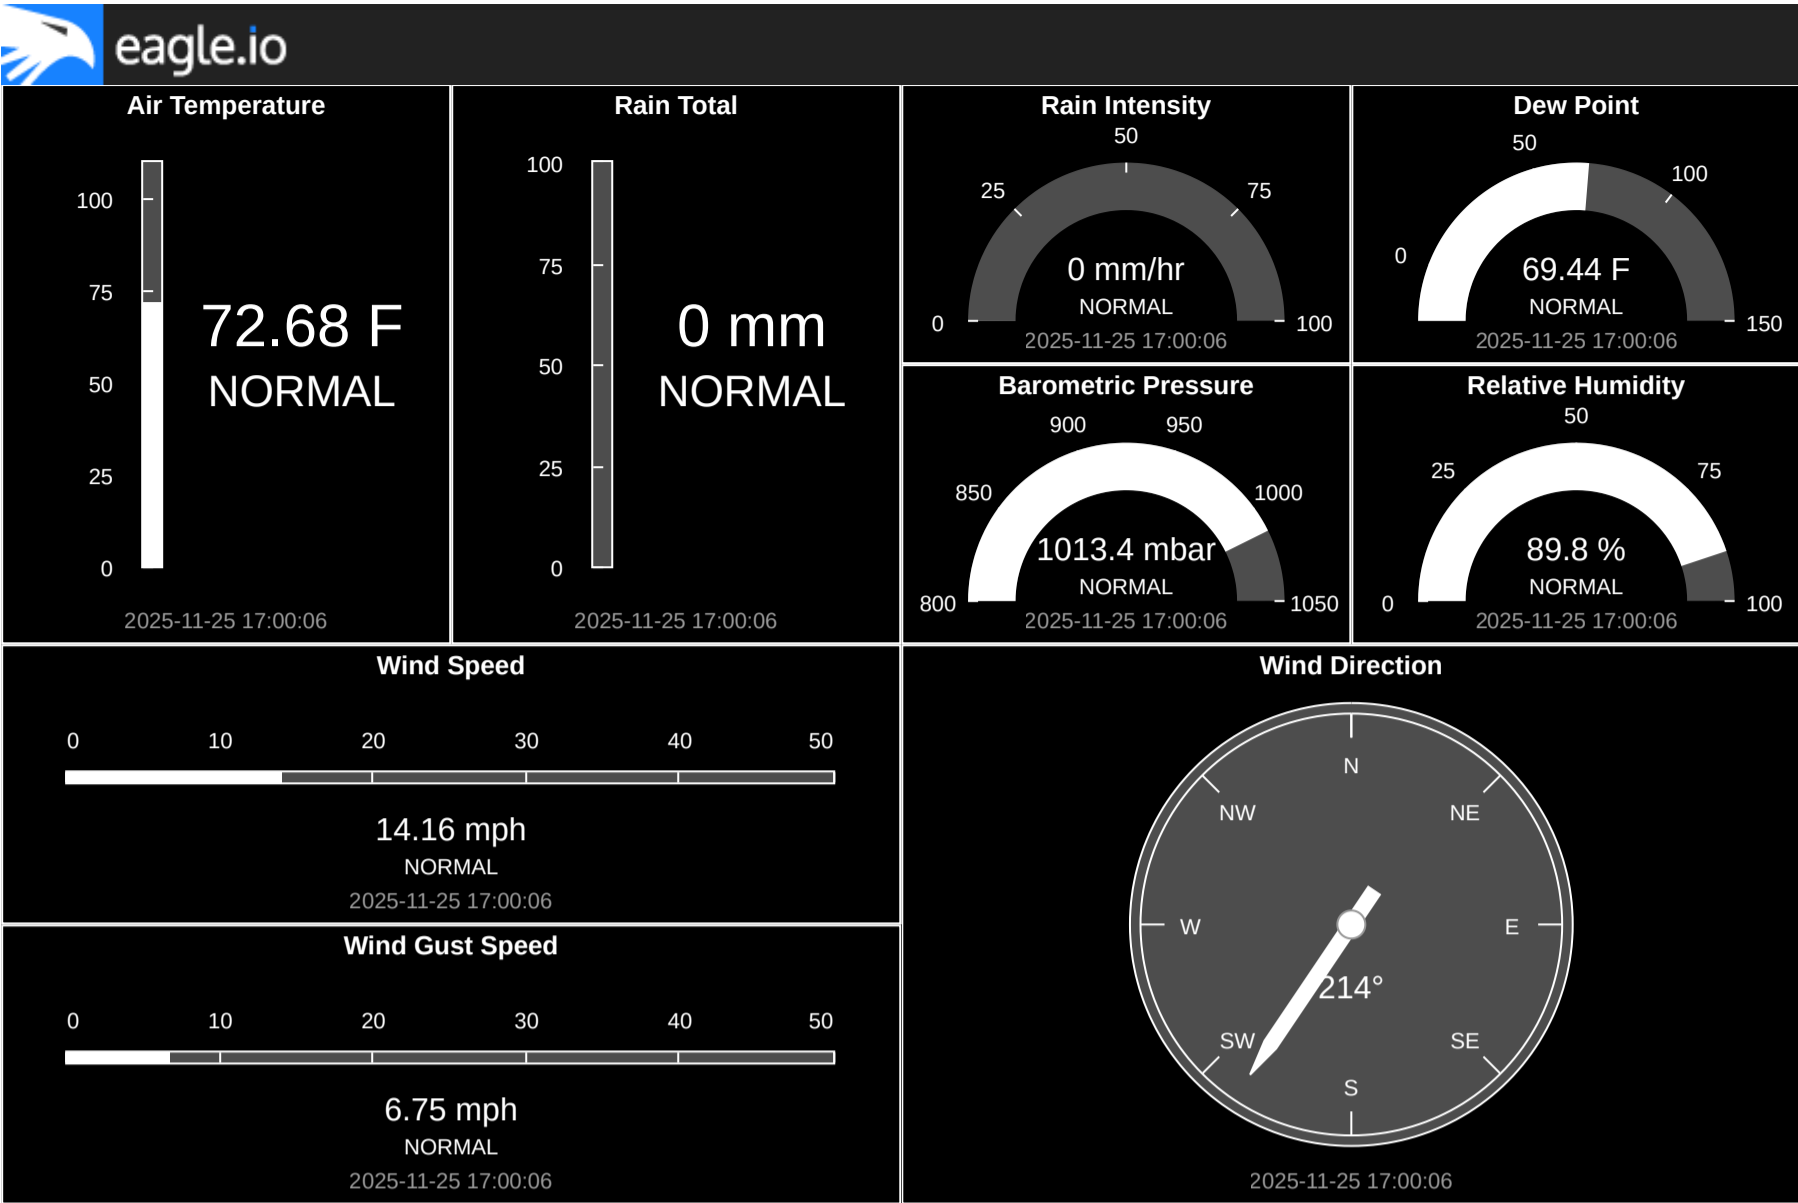 eagle.io
Air Temperature
100
75
50
25
0
72.68 F
NORMAL
2025-11-25 17:00:06
Rain Total
100
75
50
25
0
0 mm
NORMAL
2025-11-25 17:00:06
Rain Intensity
0
25
50
75
100
0 mm/hr
NORMAL
2025-11-25 17:00:06
Dew Point
0
50
100
150
69.44 F
NORMAL
2025-11-25 17:00:06
Barometric Pressure
800
850
900
950
1000
1050
1013.4 mbar
NORMAL
2025-11-25 17:00:06
Relative Humidity
0
25
50
75
100
89.8 %
NORMAL
2025-11-25 17:00:06
Wind Speed
0 10 20 30 40 50
14.16 mph
NORMAL
2025-11-25 17:00:06
Wind Gust Speed
0 10 20 30 40 50
6.75 mph
NORMAL
2025-11-25 17:00:06
Wind Direction
N
NW NE
W E
214°
SW SE
S
2025-11-25 17:00:06